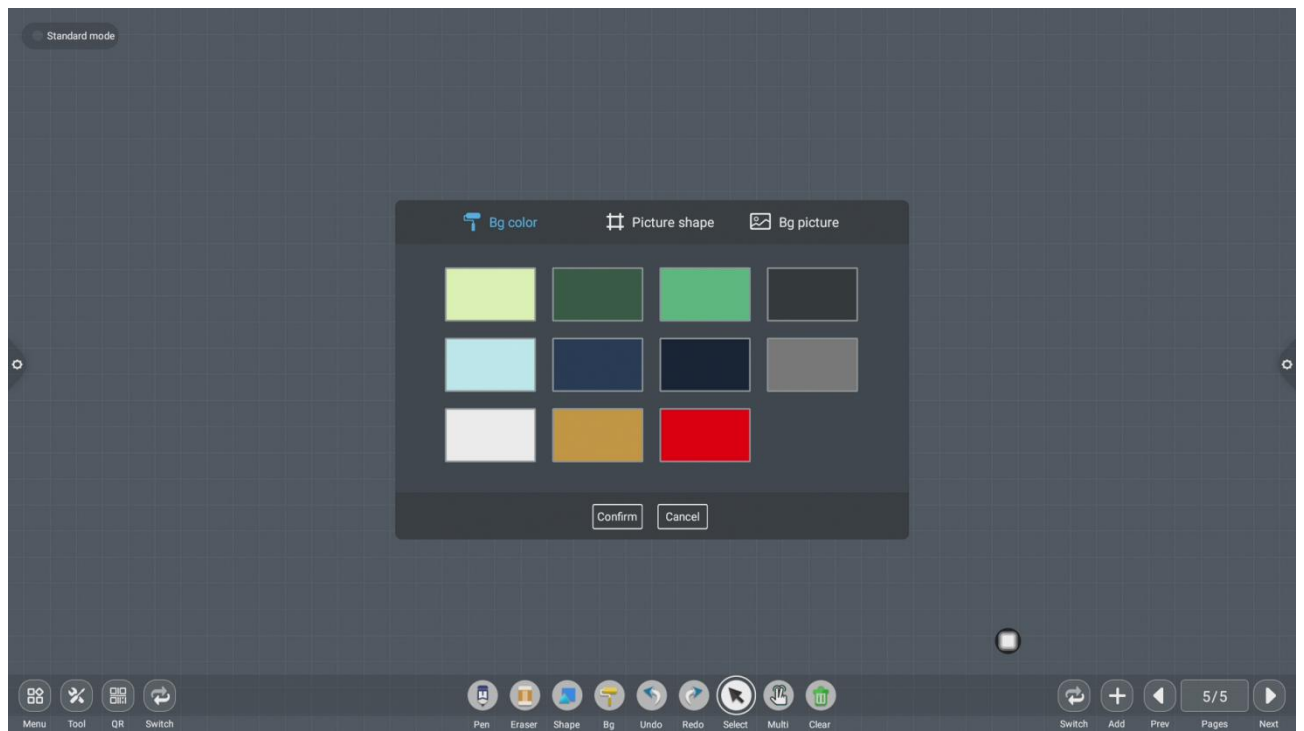 Standard mode
Bg color
Picture shape
Bg picture
Confirm
Cancel
5/5
Menu
Tool
QR
Switch
Pen
Eraser
Shape
Bg
Undo
Redo
Select
Multi
Clear
Switch
Add
Prev
Pages
Next